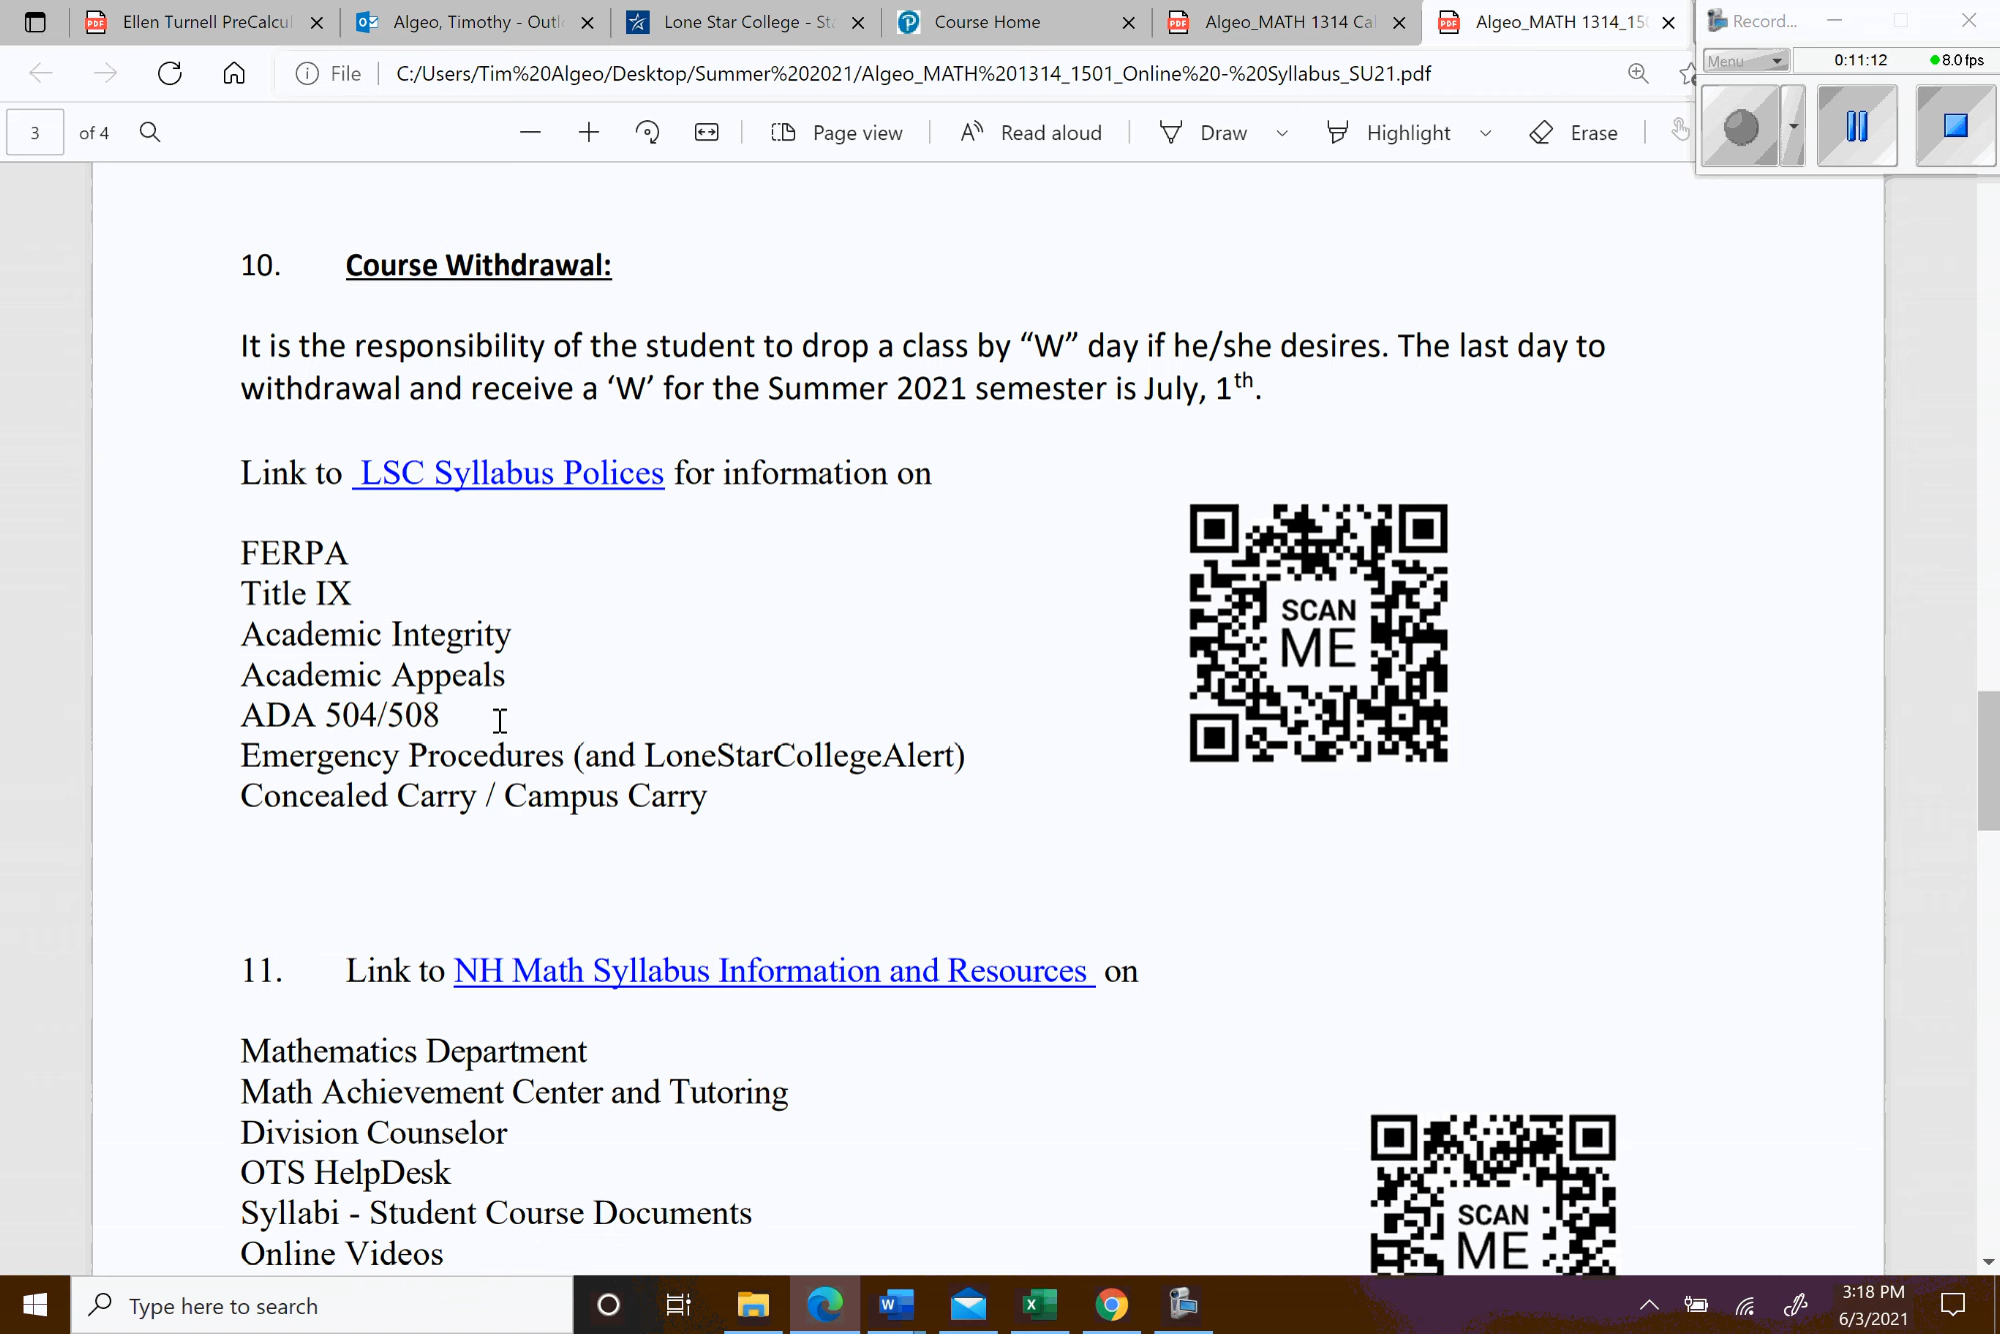 Ellen Turnell PreCalcul
Algeo, Timothy - Outl
Lone Star College - Sta
Course Home
Algeo_MATH 1314 Cal
Algeo_MATH 1314_150
Record...
File
C:/Users/Tim%20Algeo/Desktop/Summer%202021/Algeo_MATH%201314_1501_Online%20-%20Syllabus_SU21.pdf
Menu
0:11:12
8.0 fps
3 of 4
Page view
Read aloud
Draw
Highlight
Erase
10. Course Withdrawal:
It is the responsibility of the student to drop a class by “W” day if he/she desires. The last day to
withdrawal and receive a ‘W’ for the Summer 2021 semester is July, 1th.
Link to LSC Syllabus Polices for information on
FERPA
Title IX
Academic Integrity
Academic Appeals
ADA 504/508
Emergency Procedures (and LoneStarCollegeAlert)
Concealed Carry / Campus Carry
SCAN
ME
11. Link to NH Math Syllabus Information and Resources on
Mathematics Department
Math Achievement Center and Tutoring
Division Counselor
OTS HelpDesk
Syllabi - Student Course Documents
Online Videos
SCAN
ME
Type here to search
3:18 PM
6/3/2021